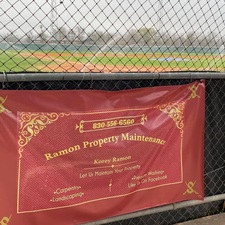 830-556-6560
Ramon Property Maintenance
Korey Ramon
Let Us Maintain Your Property
•Carpentry
•Landscaping
•Power Washing
Like Us On Facebook